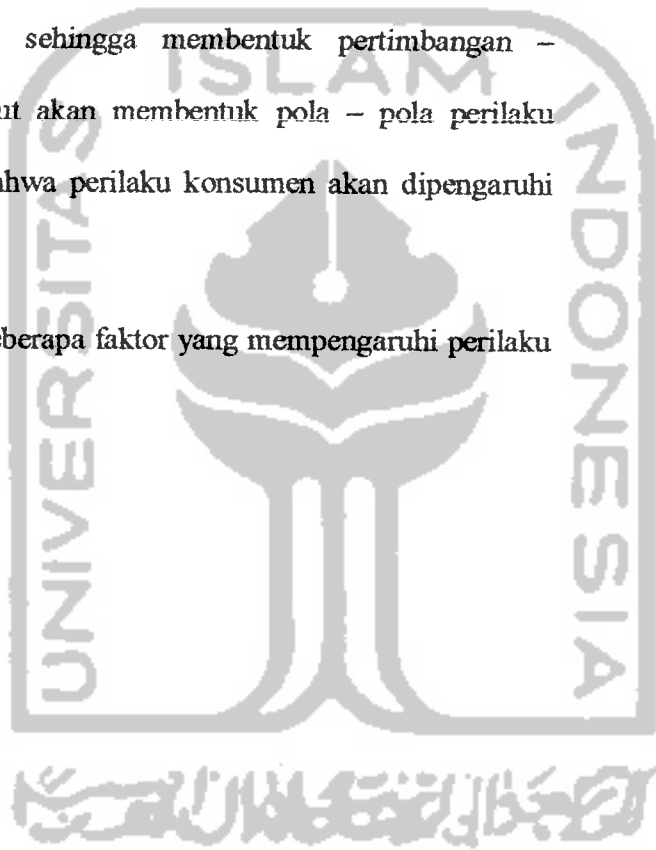 sehingga membentuk pertimbangan –
ut akan membentuk pola – pola perilaku
ahwa perilaku konsumen akan dipengaruhi
eberapa faktor yang mempengaruhi perilaku
UNIVERSITAS
ISLAM
INDONESIA